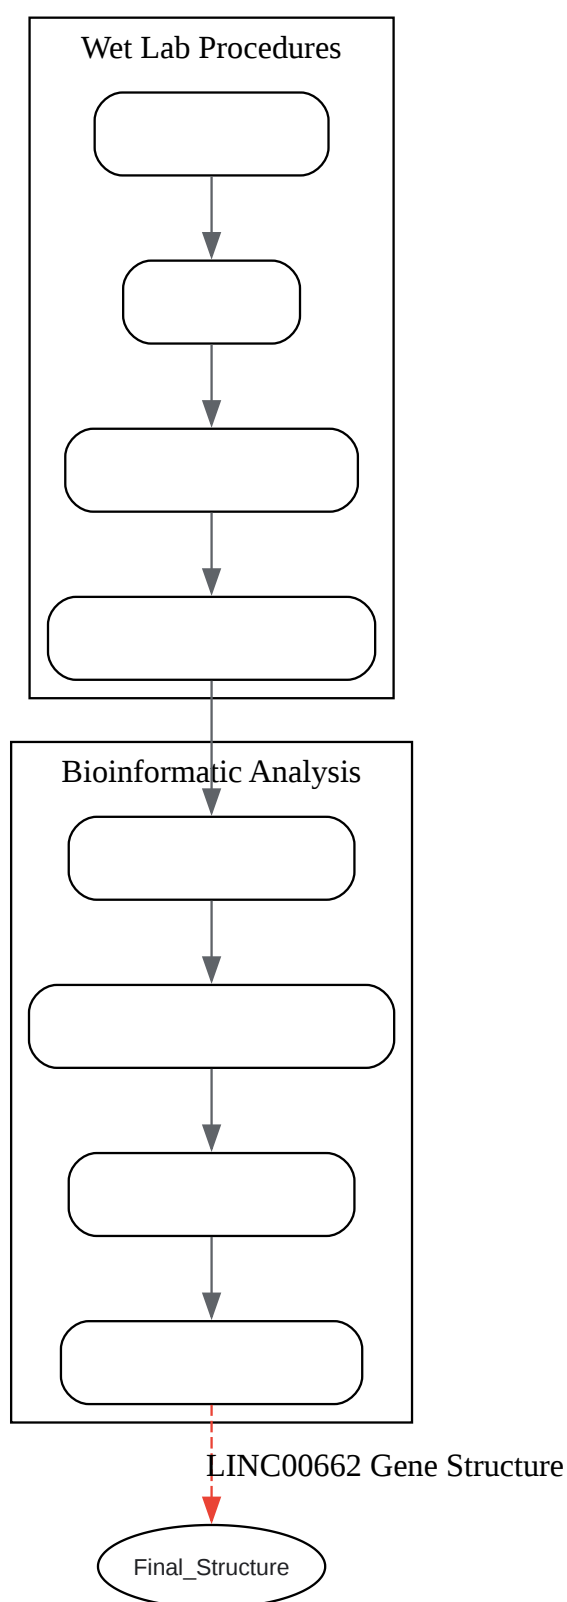 Wet Lab Procedures
Bioinformatic Analysis
LINC00662 Gene Structure
Final_Structure